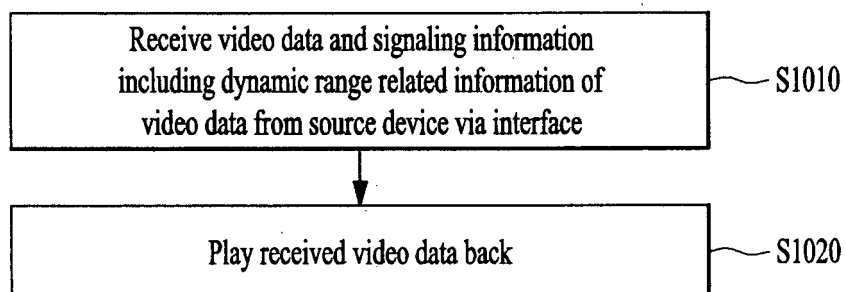 Receive video data and signaling information
including dynamic range related information of
video data from source device via interface
S1010
Play received video data back
S1020